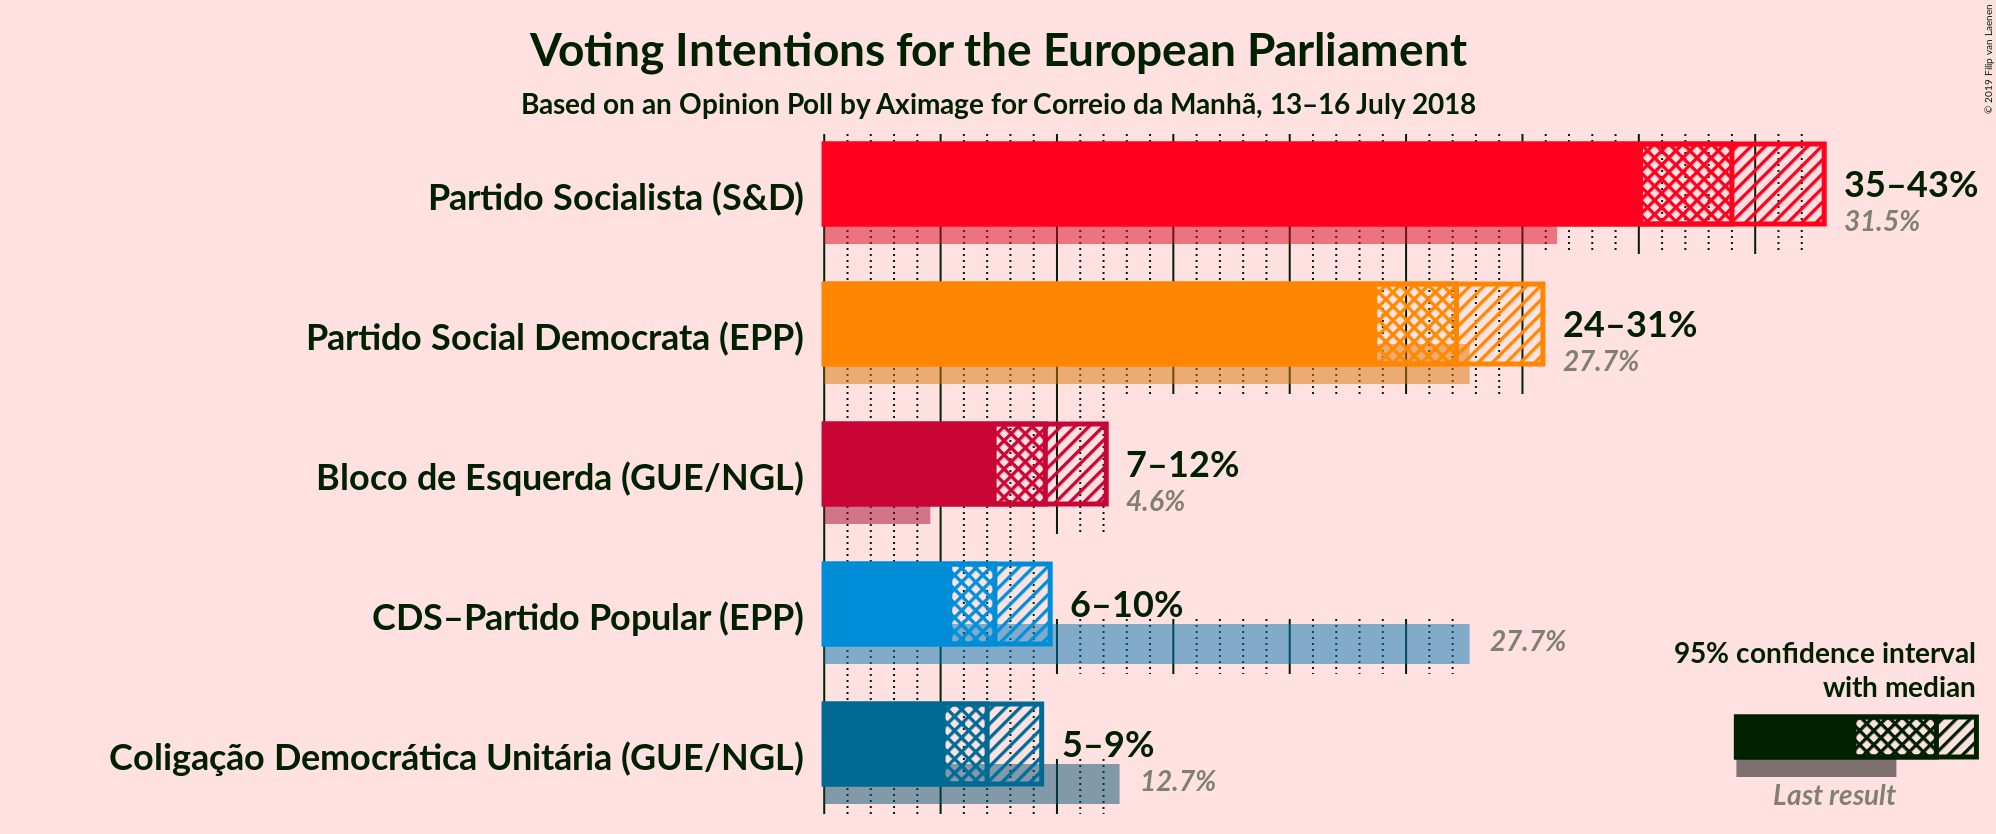 Voting Intentions for the European Parliament
Based on an Opinion Poll by Aximage for Correio da Manhã, 13–16 July 2018
© 2019 Filip van Laenen
Partido Socialista (S&D)
35–43%
31.5%
Partido Social Democrata (EPP)
24–31%
27.7%
Bloco de Esquerda (GUE/NGL)
7–12%
4.6%
CDS–Partido Popular (EPP)
6–10%
27.7%
Coligação Democrática Unitária (GUE/NGL)
5–9%
12.7%
95% confidence interval
with median
Last result